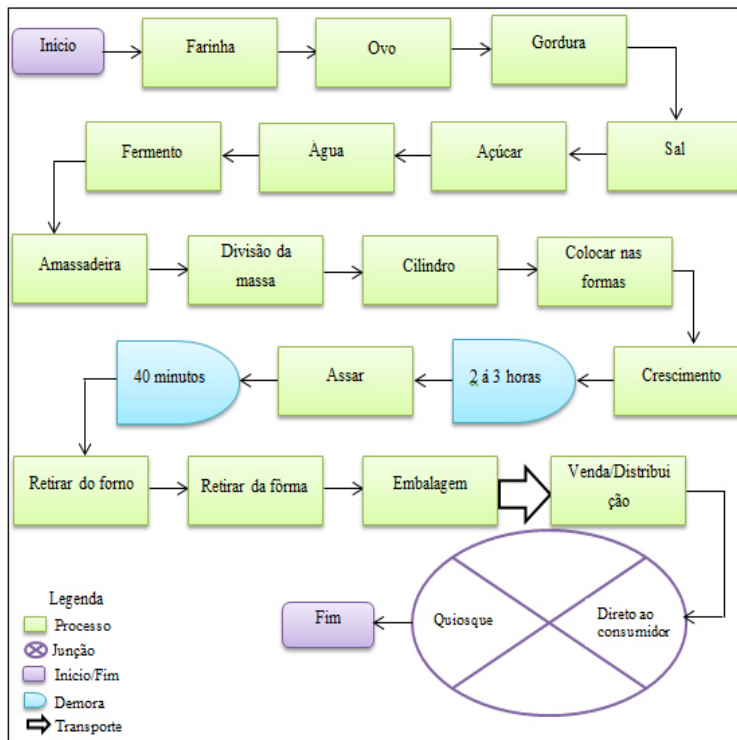 Início
Farinha
Ovo
Gordura
Sal
Açúcar
Água
Fermento
Amassadeira
Divisão da
massa
Cilindro
Colocar nas
formas
Crescimento
2 á 3 horas
Assar
40 minutos
Retirar do forno
Retirar da fôrma
Embalagem
Venda/Distribui
ção
Direto ao
consumidor
Quiosque
Fim
Legenda
Processo
Junção
Início/Fim
Demora
Transporte